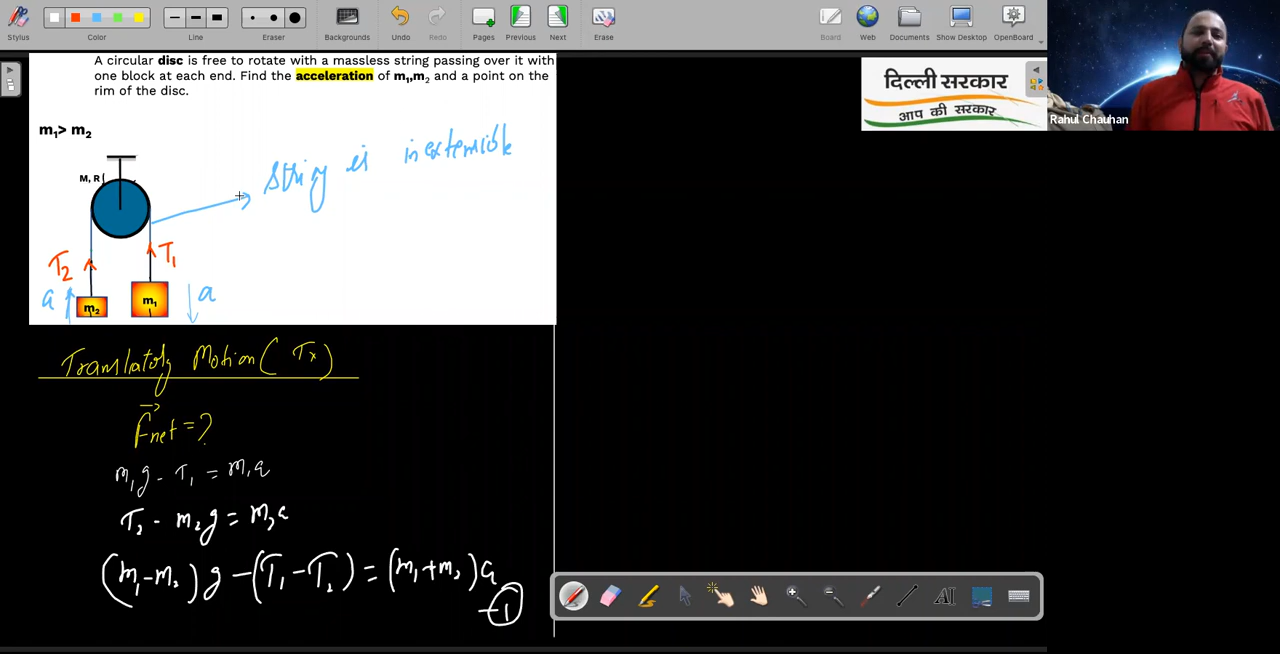 Stylus
Color
Line
Eraser
Backgrounds
Undo
Redo
Pages
Previous
Next
Erase
Board
Web
Documents
Show Desktop
OpenBoard
A circular disc is free to rotate with a massless string passing over it with
one block at each end. Find the acceleration of m₁,m₂ and a point on the
rim of the disc.
m₁> m₂
M, R
String is inextensible
T₂
T₁
a
m₂
m₁
a
Translatory Motion ( Tx )
Fnet = ?
m₁g - T₁ = m₁a
T₂ - m₂g = m₂a
(m₁-m₂)g -(T₁ - T₂) = (m₁+m₂)a
-1
दिल्ली सरकार
आप की सरकार
Rahul Chauhan
AI